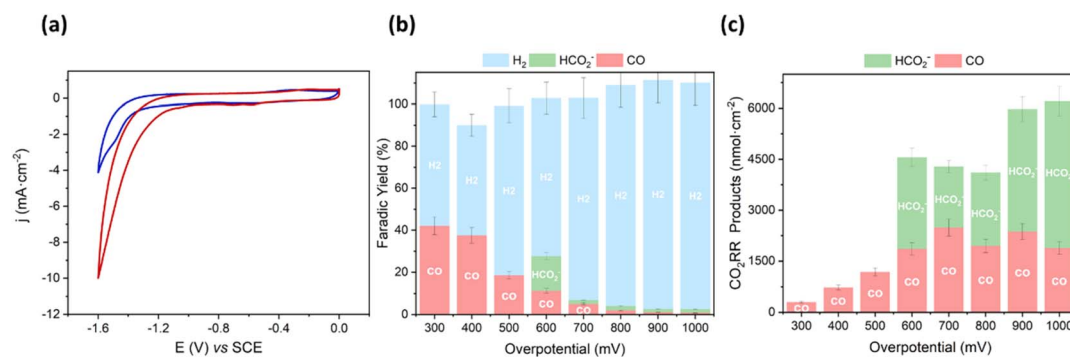 (a)
(b)
(c)
H₂ HCO₂⁻ CO
HCO₂⁻ CO
j (mA·cm⁻²)
0
-2
-4
-6
-8
-10
-12
-1.6 -1.2 -0.8 -0.4 0.0
E (V) vs SCE
Faradic Yield (%)
100
80
60
40
20
0
H2 H2 H2 H2 H2 H2 H2 H2
HCO₂⁻
CO CO CO CO CO
300 400 500 600 700 800 900 1000
Overpotential (mV)
CO₂RR Products (nmol·cm⁻²)
6000
4500
3000
1500
0
HCO₂⁻ HCO₂⁻ HCO₂⁻ HCO₂⁻ HCO₂⁻
CO CO CO CO CO CO CO CO
300 400 500 600 700 800 900 1000
Overpotential (mV)